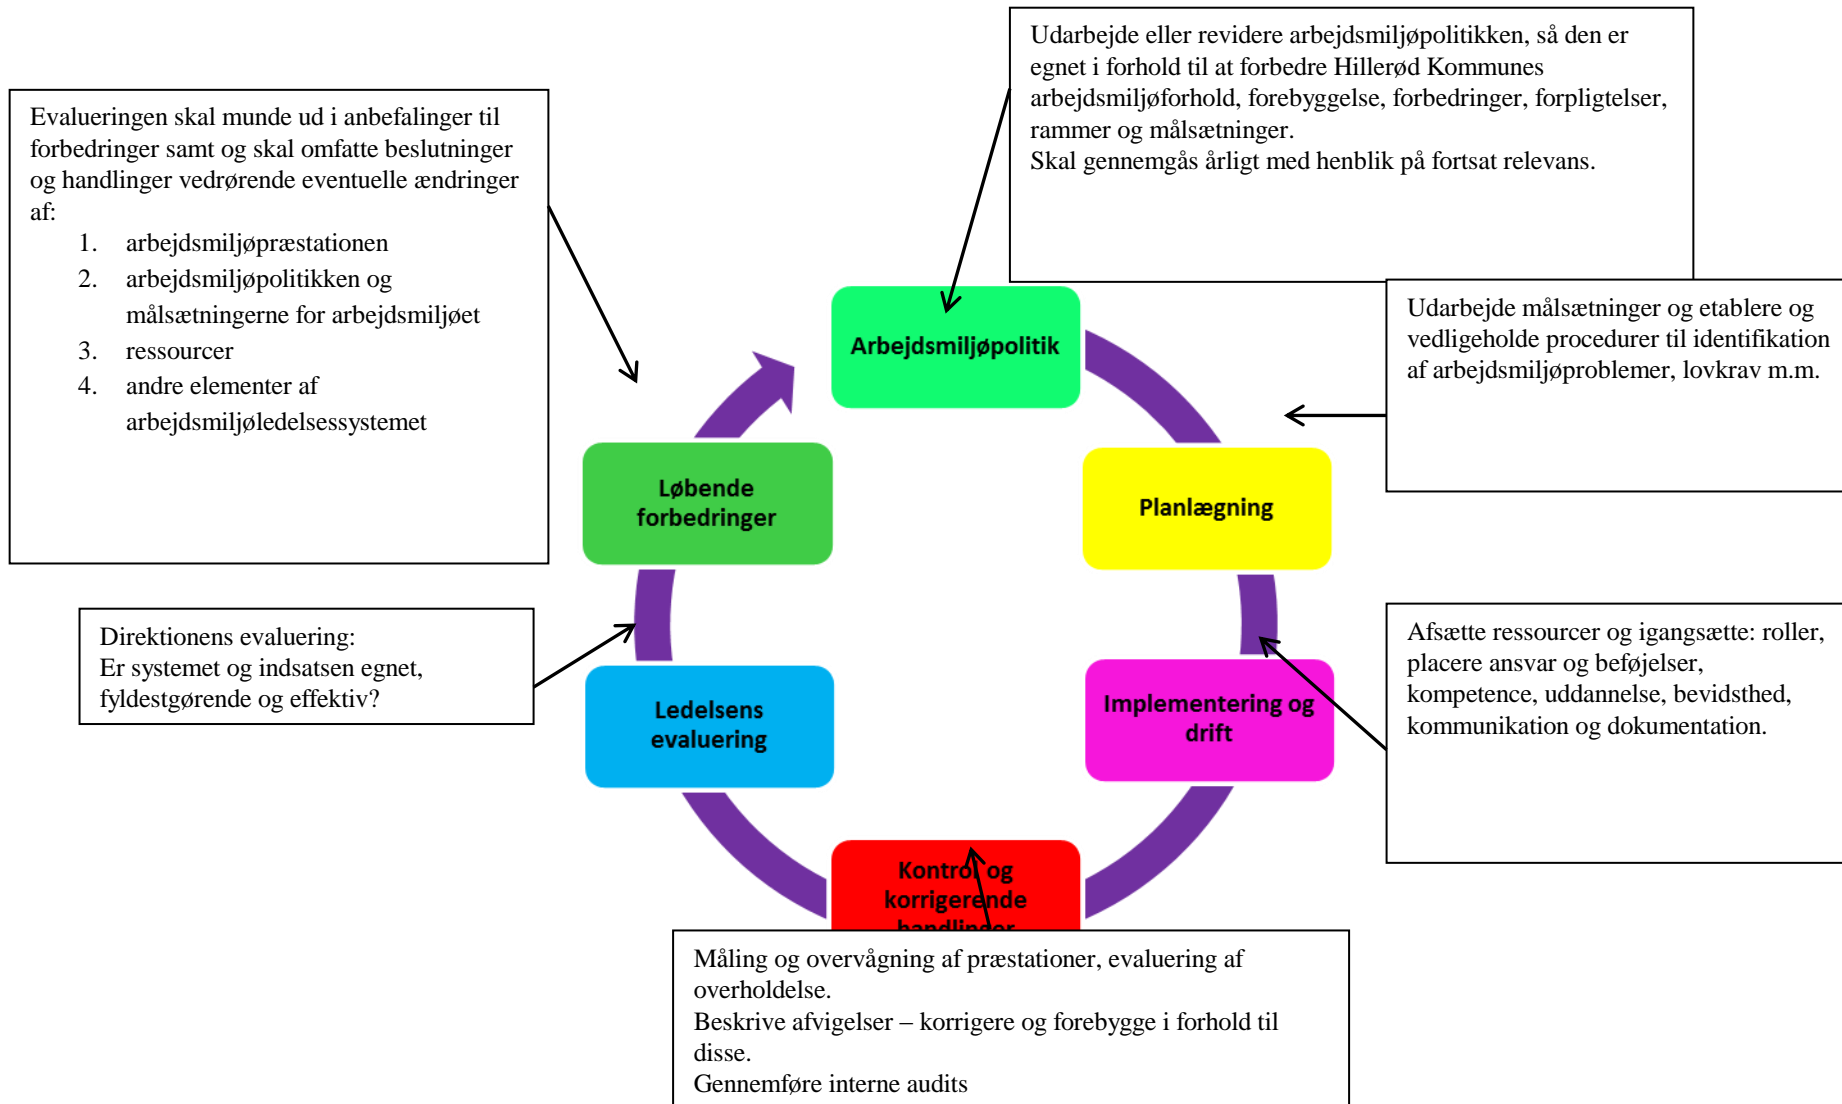 Udarbejde eller revidere arbejdsmiljøpolitikken, så den er
egnet i forhold til at forbedre Hillerød Kommunes
arbejdsmiljøforhold, forebyggelse, forbedringer, forpligtelser,
rammer og målsætninger.
Skal gennemgås årligt med henblik på fortsat relevans.
Evalueringen skal munde ud i anbefalinger til
forbedringer samt og skal omfatte beslutninger
og handlinger vedrørende eventuelle ændringer
af:
1. arbejdsmiljøpræstationen
2. arbejdsmiljøpolitikken og
målsætningerne for arbejdsmiljøet
3. ressourcer
4. andre elementer af
arbejdsmiljøledelsessystemet
Udarbejde målsætninger og etablere og
vedligeholde procedurer til identifikation
af arbejdsmiljøproblemer, lovkrav m.m.
Arbejdsmiljøpolitik
Løbende
forbedringer
Planlægning
Direktionens evaluering:
Er systemet og indsatsen egnet,
fyldestgørende og effektiv?
Afsætte ressourcer og igangsætte: roller,
placere ansvar og beføjelser,
kompetence, uddannelse, bevidsthed,
kommunikation og dokumentation.
Ledelsens
evaluering
Implementering og
drift
Kontrol og
korrigerende
handlinger
Måling og overvågning af præstationer, evaluering af
overholdelse.
Beskrive afvigelser – korrigere og forebygge i forhold til
disse.
Gennemføre interne audits